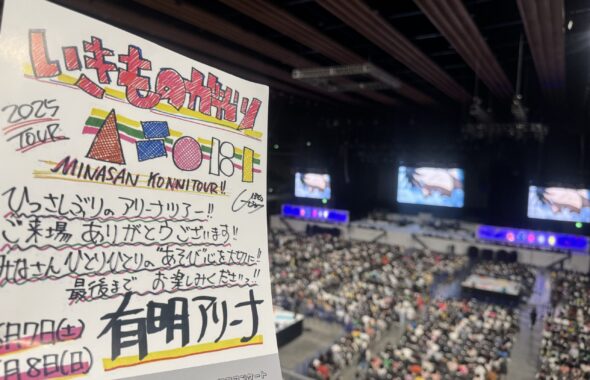 いきものがかり
2025
TOUR
ASOBI
MINASAN KONNITOUR!!
ひっさしぶりの アリーナツアー!!
ご来場 ありがとうございます!!
みなさん ひとりひとりの "あそび"心を大切に!!
最後まで お楽しみください!!
月7日(土)
月8日(日)
有明アリーナ